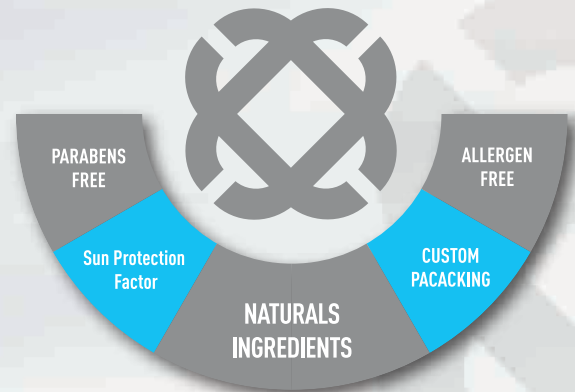 PARABENS
FREE
Sun Protection
Factor
NATURALS
INGREDIENTS
CUSTOM
PACACKING
ALLERGEN
FREE